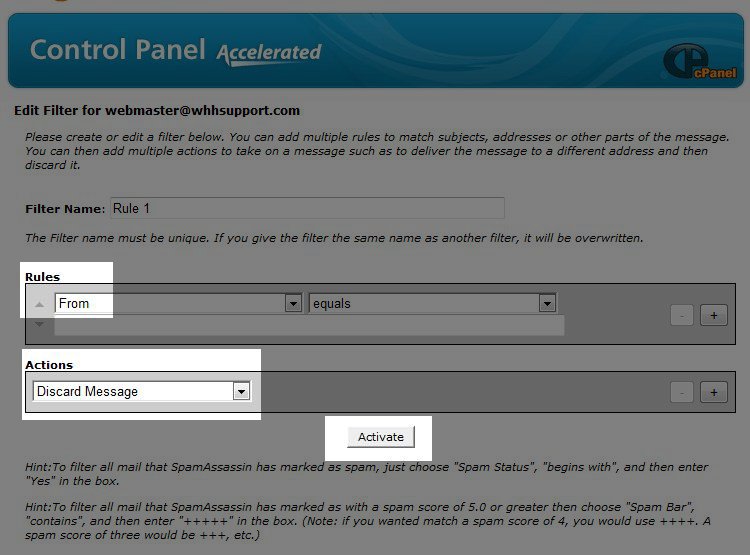 Control Panel Accelerated
cPanel
Edit Filter for webmaster@whhsupport.com
Please create or edit a filter below. You can add multiple rules to match subjects, addresses or other parts of the message.
You can then add multiple actions to take on a message such as to deliver the message to a different address and then
discard it.
Filter Name: Rule 1
The Filter name must be unique. If you give the filter the same name as another filter, it will be overwritten.
Rules
From equals - +
Actions
Discard Message - +
Activate
Hint:To filter all mail that SpamAssassin has marked as spam, just choose "Spam Status", "begins with", and then enter
"Yes" in the box.
Hint:To filter all mail that SpamAssassin has marked as with a spam score of 5.0 or greater then choose "Spam Bar",
"contains", and then enter "+++++" in the box. (Note: if you wanted match a spam score of 4, you would use ++++. A
spam score of three would be +++, etc.)